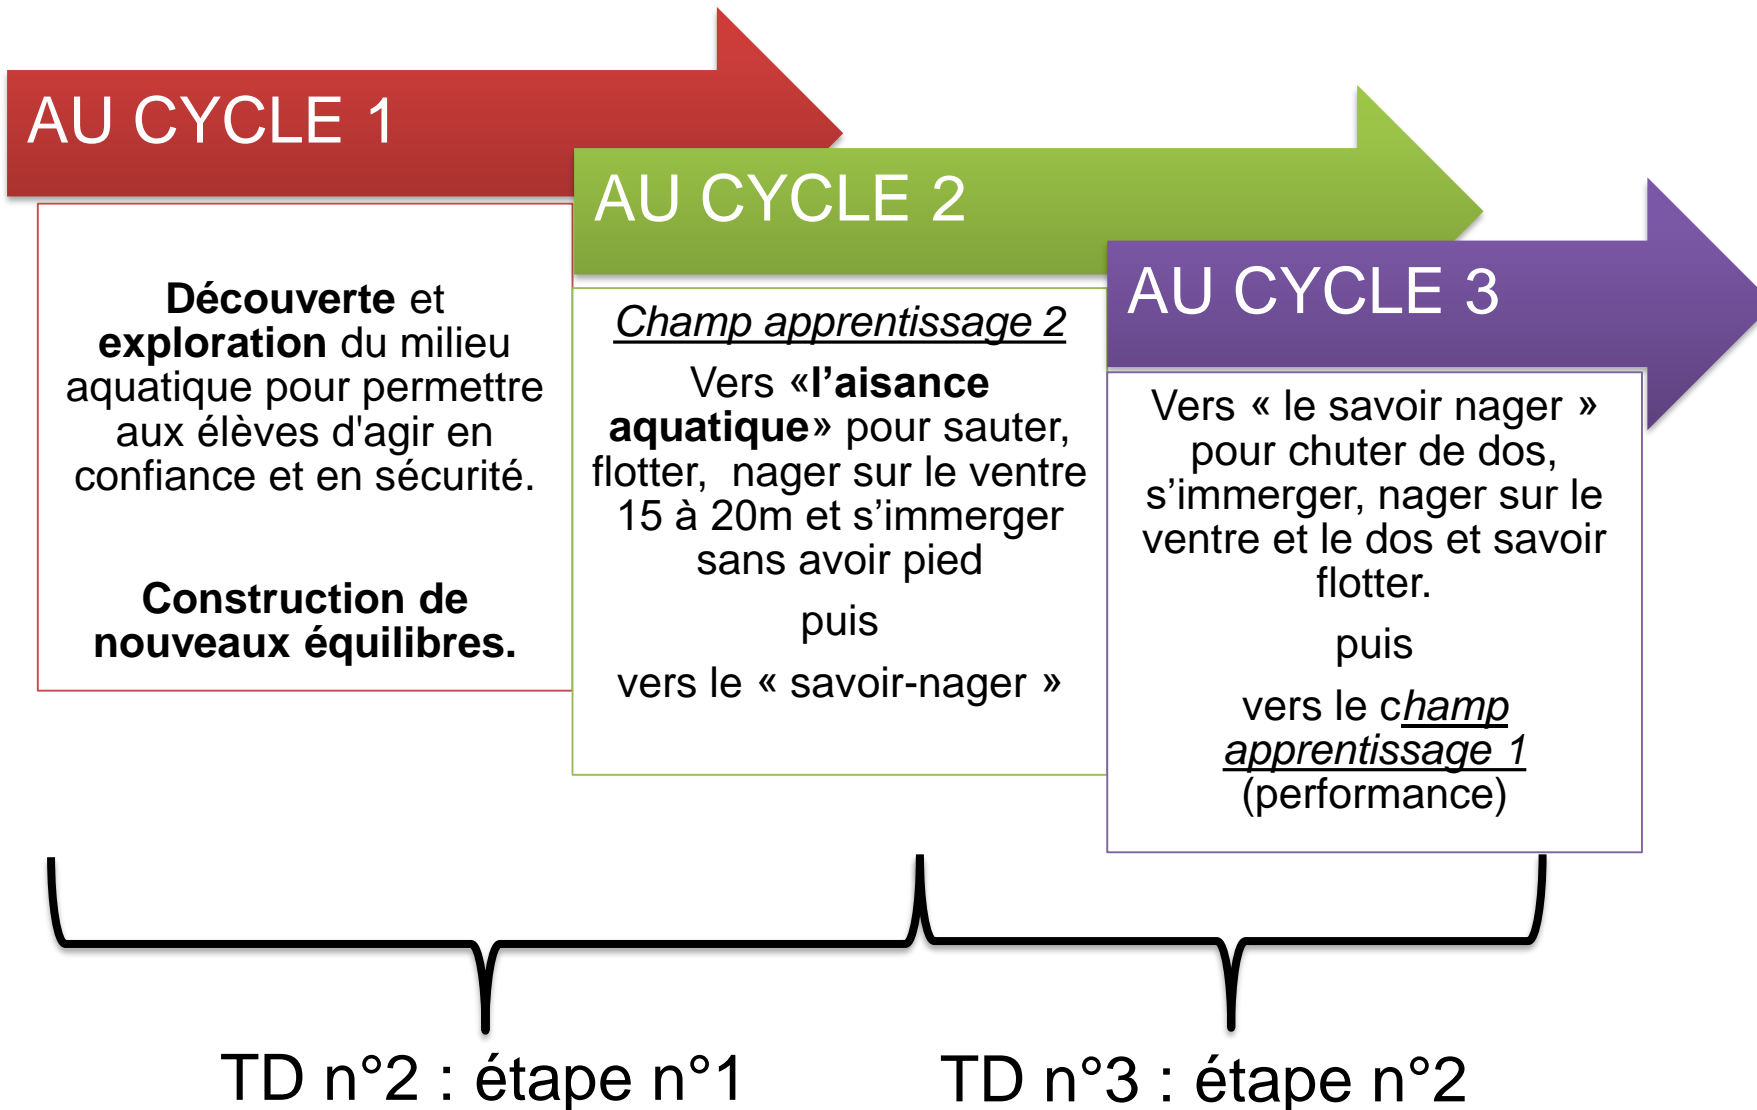 AU CYCLE 1
Découverte et
exploration du milieu
aquatique pour permettre
aux élèves d'agir en
confiance et en sécurité.
Construction de
nouveaux équilibres.
AU CYCLE 2
Champ apprentissage 2
Vers «l’aisance
aquatique» pour sauter,
flotter,  nager sur le ventre
15 à 20m et s’immerger
sans avoir pied
puis
vers le « savoir-nager »
AU CYCLE 3
Vers « le savoir nager »
pour chuter de dos,
s’immerger, nager sur le
ventre et le dos et savoir
flotter.
puis
vers le champ
apprentissage 1
(performance)
TD n°2 : étape n°1
TD n°3 : étape n°2